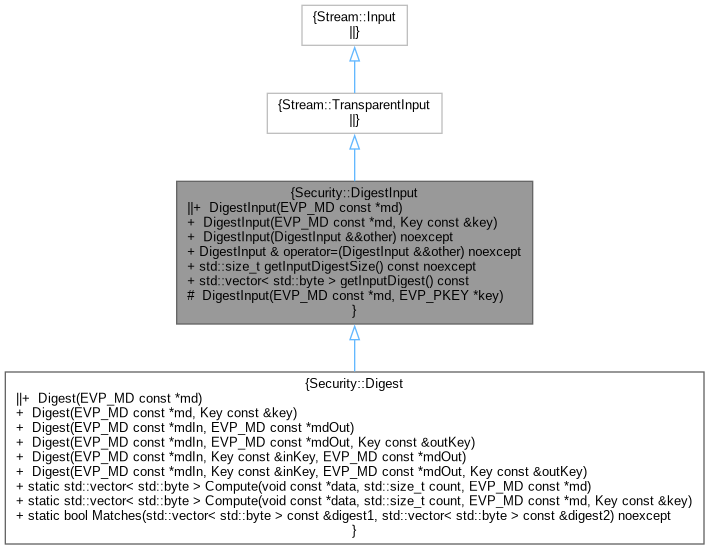 {Stream::Input
||}
{Stream::TransparentInput
||}
{Security::DigestInput
||+  DigestInput(EVP_MD const *md)
+  DigestInput(EVP_MD const *md, Key const &key)
+  DigestInput(DigestInput &&other) noexcept
+ DigestInput & operator=(DigestInput &&other) noexcept
+ std::size_t getInputDigestSize() const noexcept
+ std::vector< std::byte > getInputDigest() const
#  DigestInput(EVP_MD const *md, EVP_PKEY *key)
}
{Security::Digest
||+  Digest(EVP_MD const *md)
+  Digest(EVP_MD const *md, Key const &key)
+  Digest(EVP_MD const *mdIn, EVP_MD const *mdOut)
+  Digest(EVP_MD const *mdIn, EVP_MD const *mdOut, Key const &outKey)
+  Digest(EVP_MD const *mdIn, Key const &inKey, EVP_MD const *mdOut)
+  Digest(EVP_MD const *mdIn, Key const &inKey, EVP_MD const *mdOut, Key const &outKey)
+ static std::vector< std::byte > Compute(void const *data, std::size_t count, EVP_MD const *md)
+ static std::vector< std::byte > Compute(void const *data, std::size_t count, EVP_MD const *md, Key const &key)
+ static bool Matches(std::vector< std::byte > const &digest1, std::vector< std::byte > const &digest2) noexcept
}